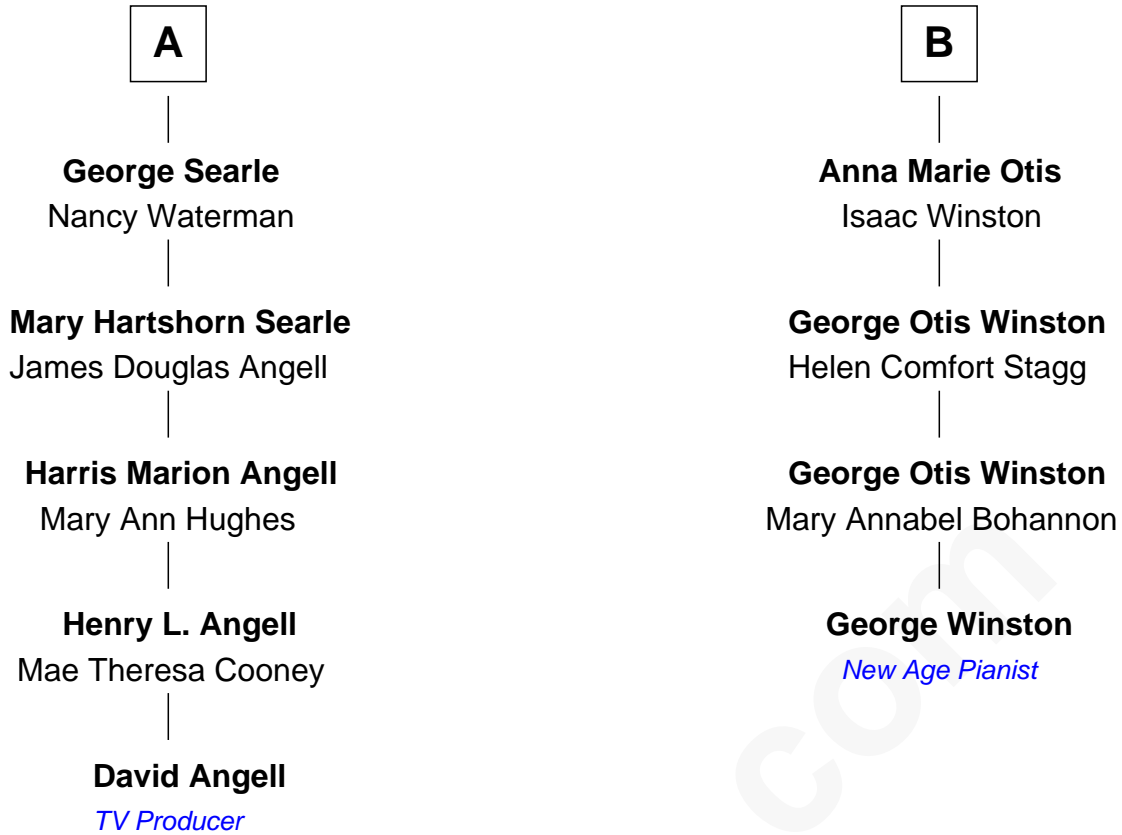 A
George Searle
Nancy Waterman
Mary Hartshorn Searle
James Douglas Angell
Harris Marion Angell
Mary Ann Hughes
Henry L. Angell
Mae Theresa Cooney
David Angell
TV Producer
B
Anna Marie Otis
Isaac Winston
George Otis Winston
Helen Comfort Stagg
George Otis Winston
Mary Annabel Bohannon
George Winston
New Age Pianist
com